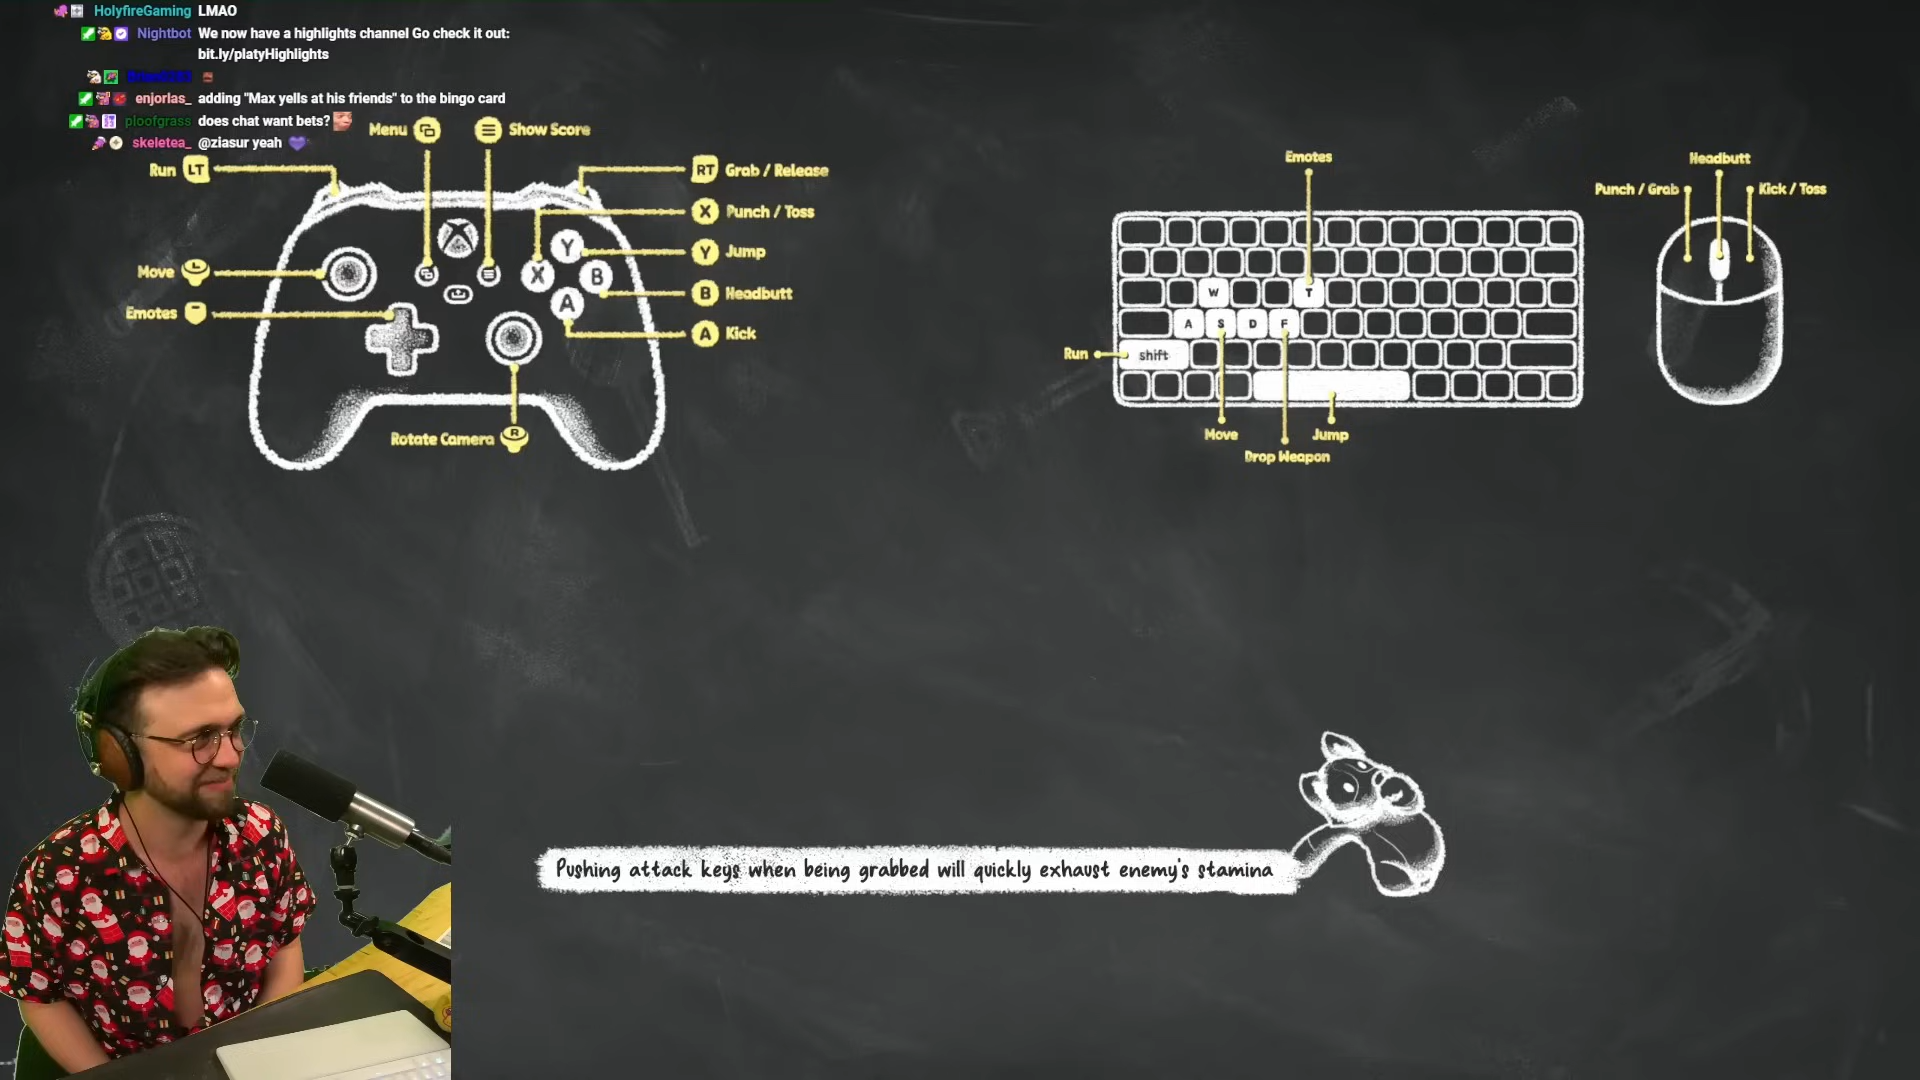 HolyfireGaming LMAO
Nightbot We now have a highlights channel Go check it out:
bit.ly/platyHighlights
enjorlas_ adding "Max yells at his friends" to the bingo card
ploofgrass does chat want bets?
skeletea_ @ziasur yeah
Menu
Show Score
Run LT
RT Grab / Release
X Punch / Toss
Y Jump
B Headbutt
A Kick
Move L
Emotes
Y
X
B
A
Rotate Camera R
Emotes
Headbutt
Punch / Grab
Kick / Toss
W T
A S D F
Run shift
Move
Jump
Drop Weapon
Pushing attack keys when being grabbed will quickly exhaust enemy's stamina